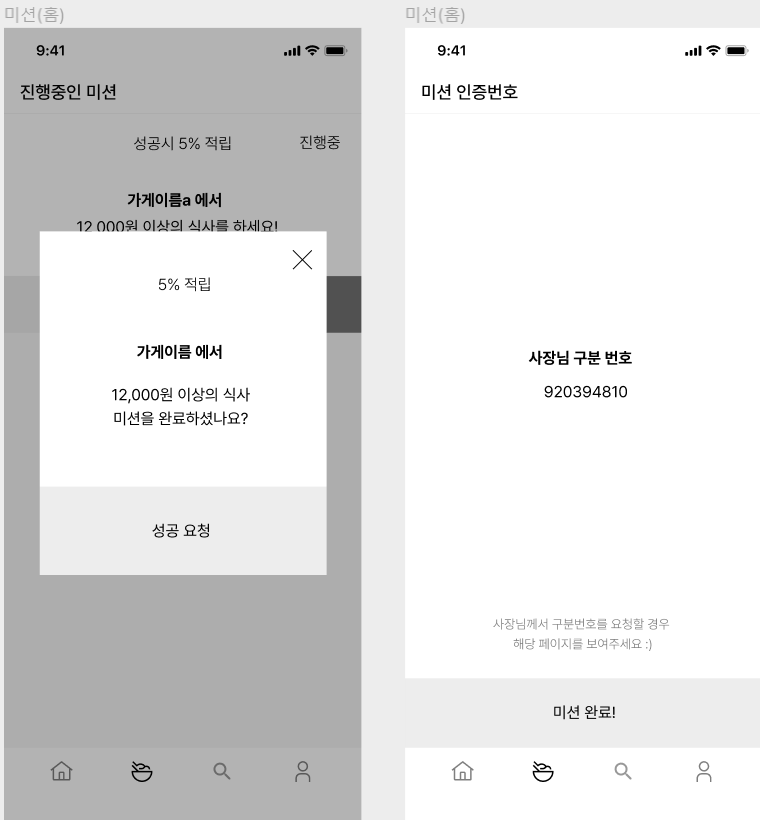 미션(홈)
9:41
진행중인 미션
성공시 5% 적립
진행중
가게이름a 에서
12,000원 이상의 식사를 하세요!
5% 적립
가게이름 에서
12,000원 이상의 식사
미션을 완료하셨나요?
성공 요청
미션(홈)
9:41
미션 인증번호
사장님 구분 번호
920394810
사장님께서 구분번호를 요청할 경우
해당 페이지를 보여주세요 :)
미션 완료!